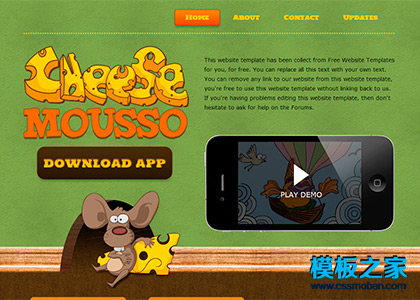 Home
About
Contact
Updates
Cheese
MOUSSO
DOWNLOAD APP
This website template has been collect from Free Website Templates
for you, for free. You can replace all this text with your own text.
You can remove any link to our website from this website template,
you're free to use this website template without linking back to us.
If you're having problems editing this website template, then don't
hesitate to ask for help on the Forums.
PLAY DEMO
模板之家
www.cssmoban.com